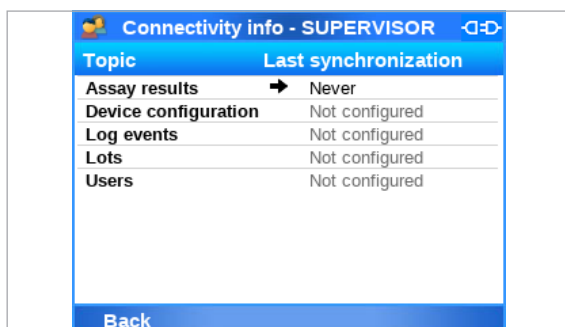 Connectivity info - SUPERVISOR
Topic Last synchronization
Assay results Never
Device configuration Not configured
Log events Not configured
Lots Not configured
Users Not configured
Back